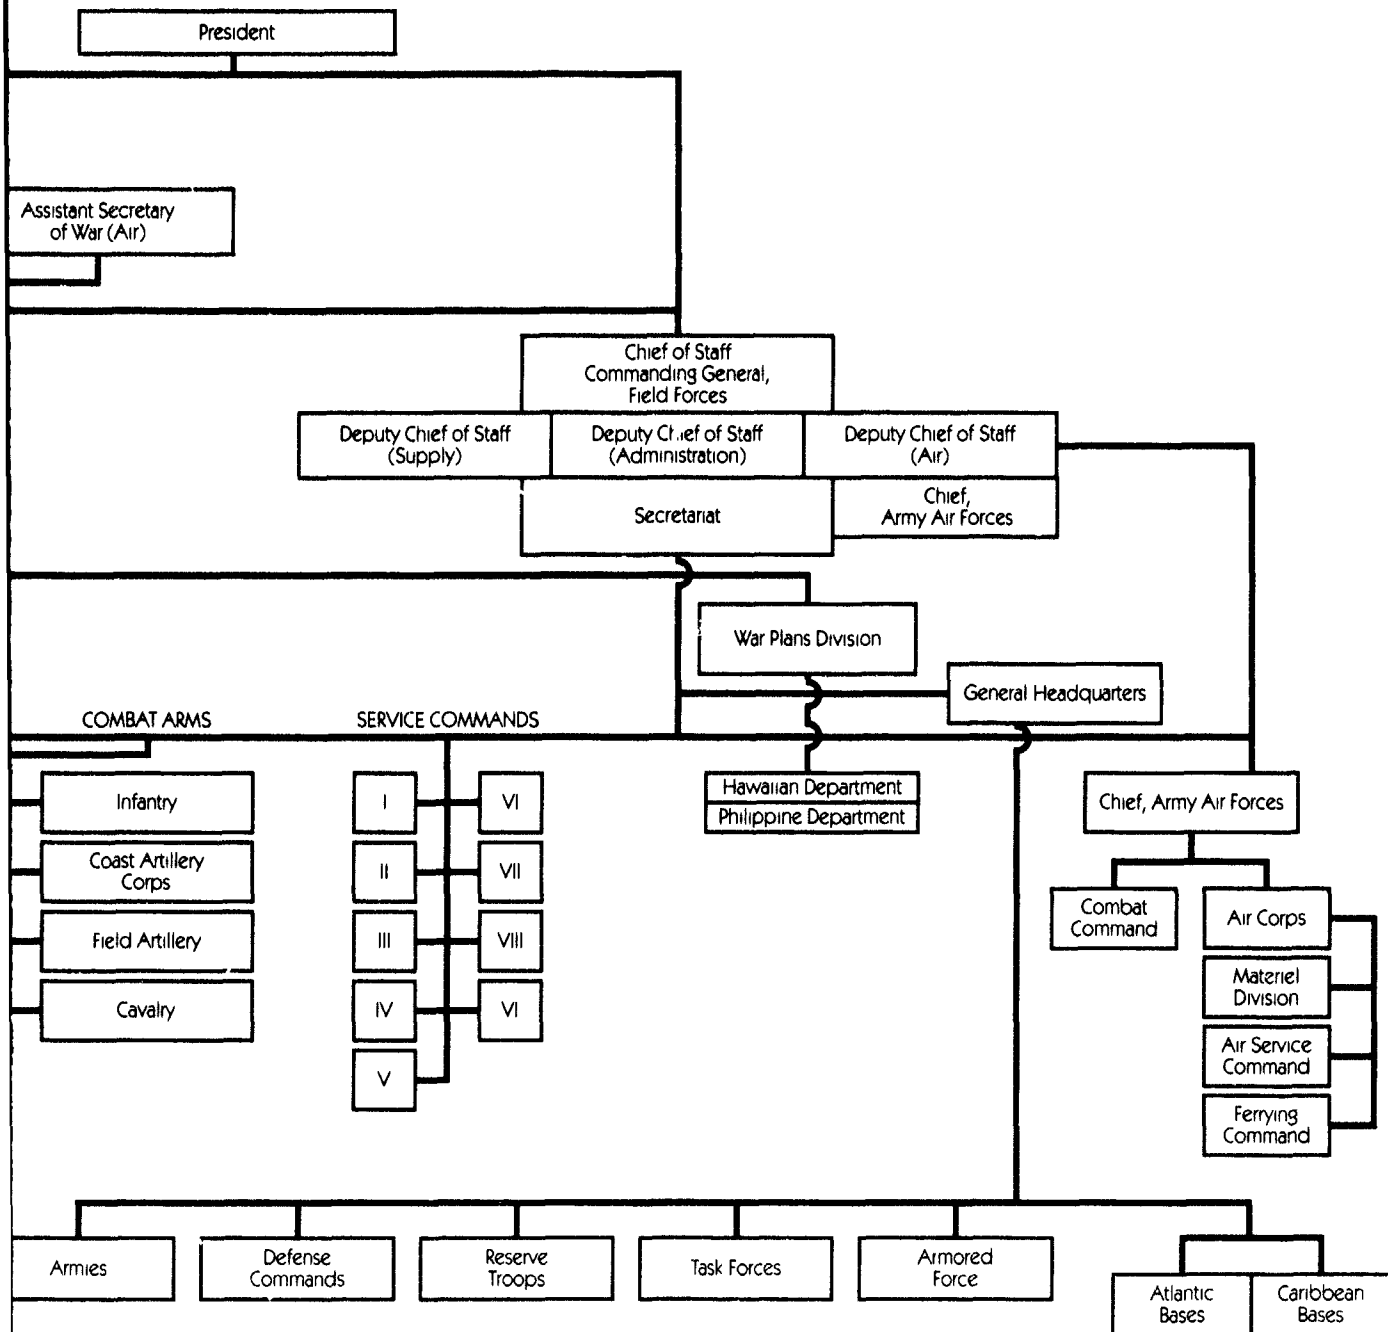 President
Assistant Secretary
of War (Air)
Chief of Staff
Commanding General,
Field Forces
Deputy Chief of Staff
(Supply)
Deputy Chief of Staff
(Administration)
Deputy Chief of Staff
(Air)
Secretariat
Chief,
Army Air Forces
War Plans Division
General Headquarters
COMBAT ARMS
SERVICE COMMANDS
Infantry
Coast Artillery
Corps
Field Artillery
Cavalry
I
VI
II
VII
III
VIII
IV
VI
V
Hawaiian Department
Philippine Department
Chief, Army Air Forces
Combat
Command
Air Corps
Materiel
Division
Air Service
Command
Ferrying
Command
Armies
Defense
Commands
Reserve
Troops
Task Forces
Armored
Force
Atlantic
Bases
Caribbean
Bases